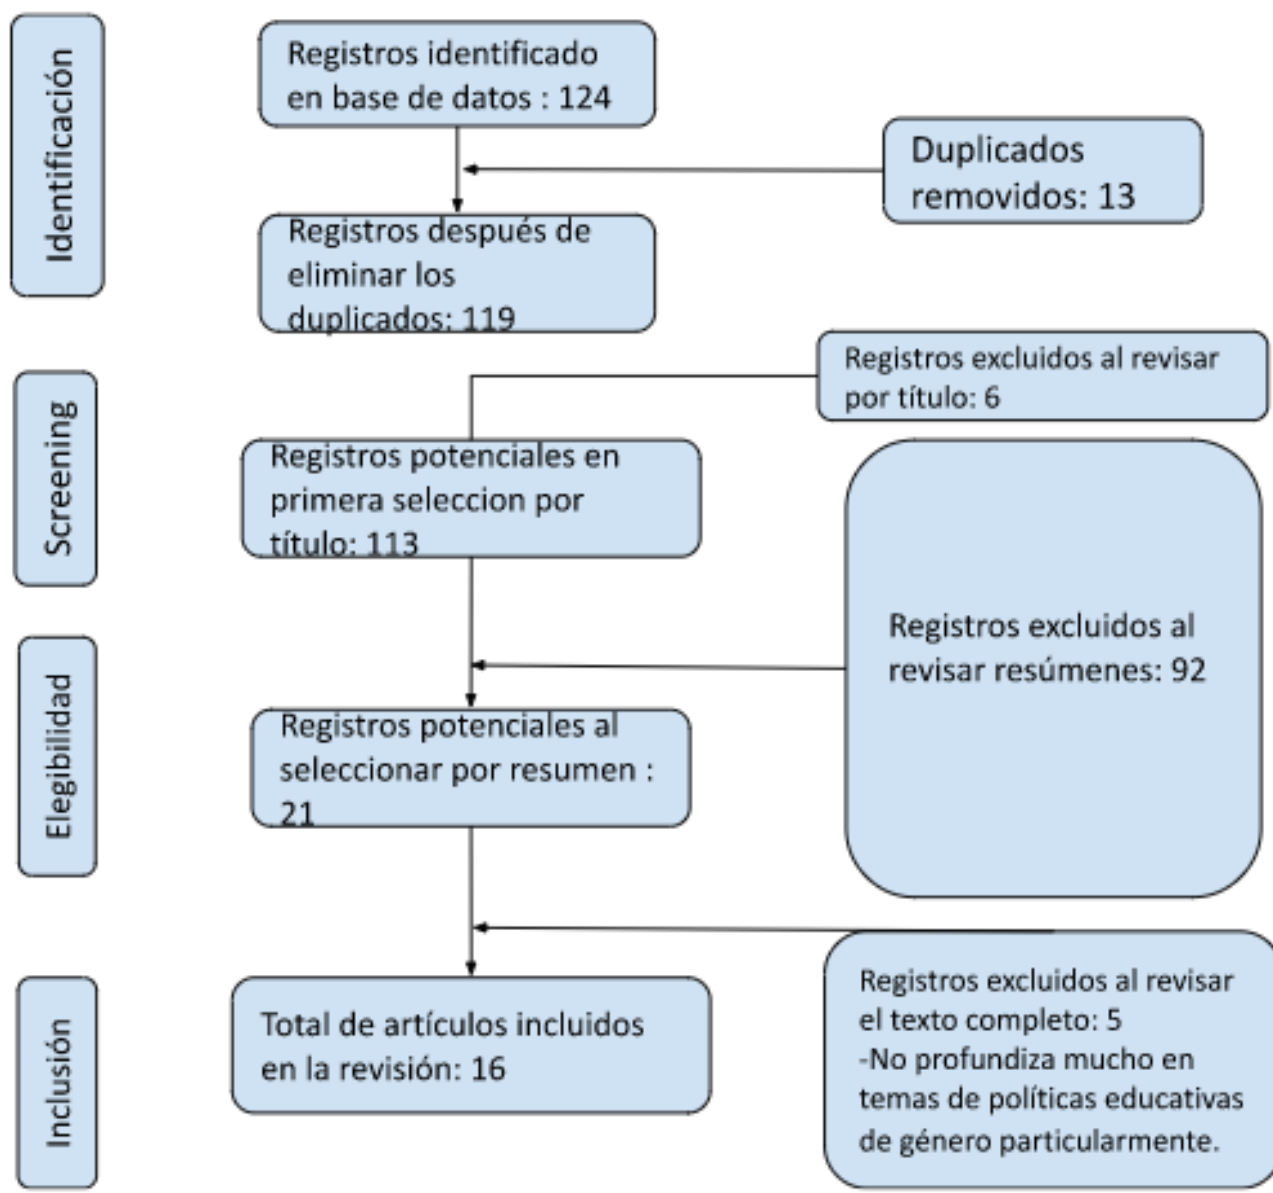 Identificación
Registros identificado
en base de datos : 124
Duplicados
removidos: 13
Registros después de
eliminar los
duplicados: 119
Screening
Registros excluidos al revisar
por título: 6
Registros potenciales en
primera seleccion por
título: 113
Registros excluidos al
revisar resúmenes: 92
Elegibilidad
Registros potenciales al
seleccionar por resumen :
21
Inclusión
Total de artículos incluidos
en la revisión: 16
Registros excluidos al revisar
el texto completo: 5
-No profundiza mucho en
temas de políticas educativas
de género particularmente.